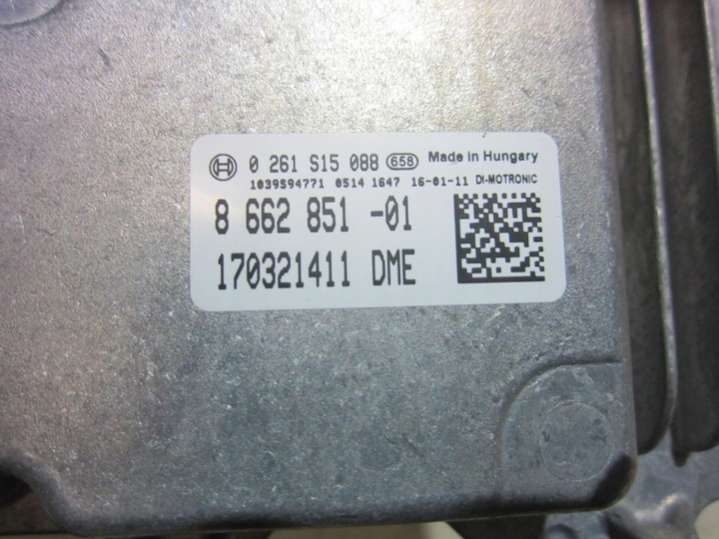 0 261 S15 088 658 Made in Hungary
1039S94771 0514 1647 16-01-11 DI-MOTRONIC
8 662 851 -01
170321411 DME